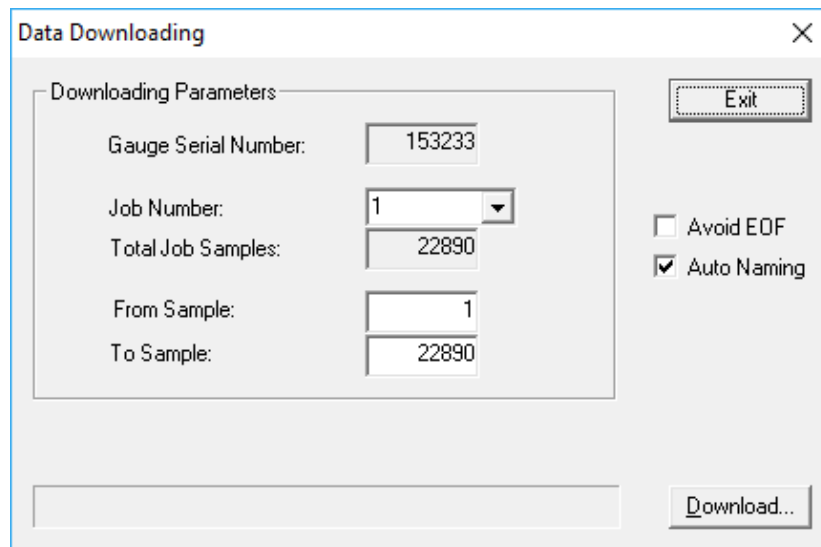 Data Downloading
Downloading Parameters
Exit
Gauge Serial Number: 153233
Job Number: 1
Avoid EOF
Total Job Samples: 22890
Auto Naming
From Sample: 1
To Sample: 22890
Download...